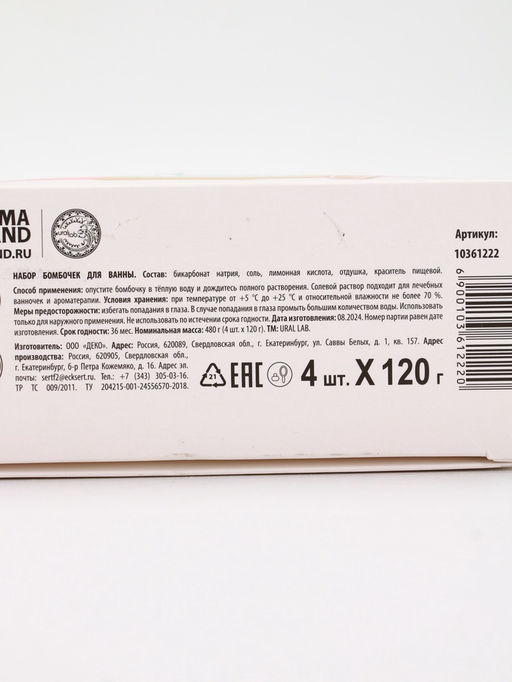 МА
AND
ND.RU
ural lab
Артикул:
10361222
НАБОР БОМБОЧЕК ДЛЯ ВАННЫ. Состав: бикарбонат натрия, соль, лимонная кислота, отдушка, краситель пищевой.
Способ применения: опустите бомбочку в тёплую воду и дождитесь полного растворения. Солевой раствор подходит для лечебных
ванночек и ароматерапии. Условия хранения: при температуре от +5 °С до +25 °С и относительной влажности не более 70 %.
Меры предосторожности: избегать попадания в глаза. В случае попадания в глаза промыть большим количеством воды. Использовать
только для наружного применения. Не использовать по истечении срока годности. Дата изготовления: 08.2024. Номер партии равен дате
изготовления. Срок годности: 36 мес. Номинальная масса: 480 г (4 шт. х 120 г). ТМ: URAL LAB.
Изготовитель: ООО «ДЕКО». Адрес: Россия, 620089, Свердловская обл., г. Екатеринбург, ул. Саввы Белых, д. 1, кв. 157. Адрес
производства: Россия, 620905, Свердловская обл.,
г. Екатеринбург, б-р Петра Кожемяко, д. 16. Эл.
почты: sertf2@ecksert.ru. Тел.: +7 (343) 305-03-16.
ТР ТС 009/2011. ТУ 204215-001-24556570-2018.
21
EAC
4 шт. X 120 г
6900103612220